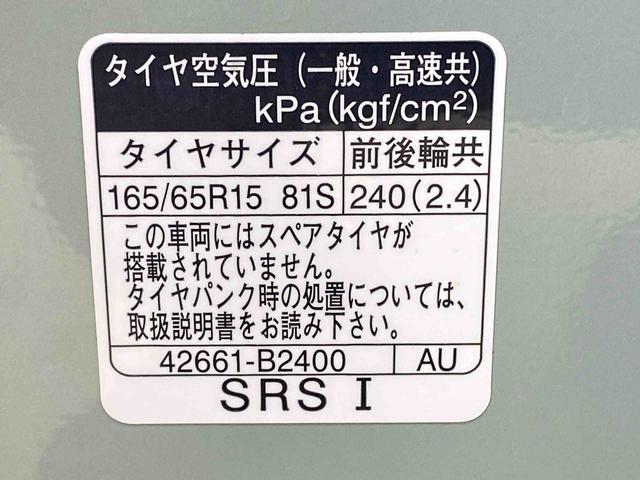 タイヤ空気圧（一般・高速共）
kPa(kgf/cm²)
タイヤサイズ 前後輪共
165/65R15 81S 240(2.4)
この車両にはスペアタイヤが
搭載されていません。
タイヤパンク時の処置については、
取扱説明書をお読み下さい。
42661-B2400 AU
SRS I